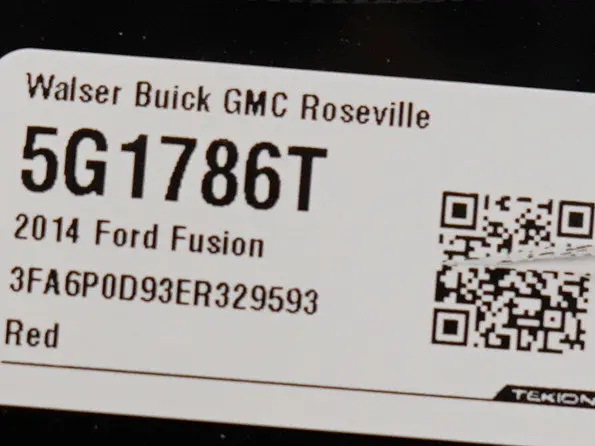 Walser Buick GMC Roseville
5G1786T
2014 Ford Fusion
3FA6P0D93ER329593
Red
TEKION